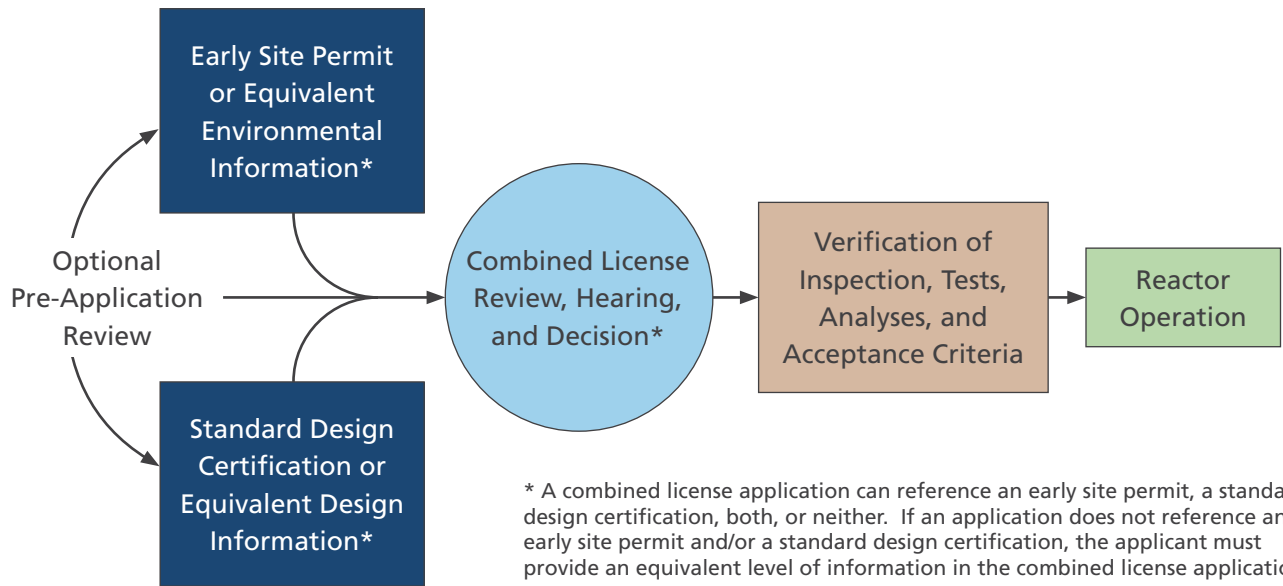 Early Site Permit
or Equivalent
Environmental
Information*
Optional
Pre-Application
Review
Combined License
Review, Hearing,
and Decision*
Verification of
Inspection, Tests,
Analyses, and
Acceptance Criteria
Reactor
Operation
Standard Design
Certification or
Equivalent Design
Information*
* A combined license application can reference an early site permit, a standa
design certification, both, or neither. If an application does not reference an
early site permit and/or a standard design certification, the applicant must
provide an equivalent level of information in the combined license applicatio